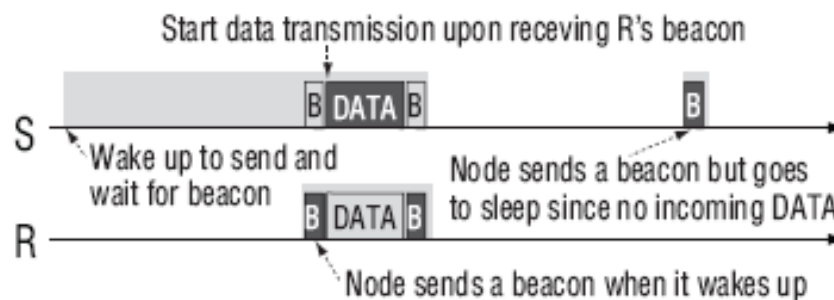 Start data transmission upon receving R's beacon
B DATA B B
S
Wake up to send and
wait for beacon
Node sends a beacon but goes
to sleep since no incoming DATA
B DATA B
R
Node sends a beacon when it wakes up